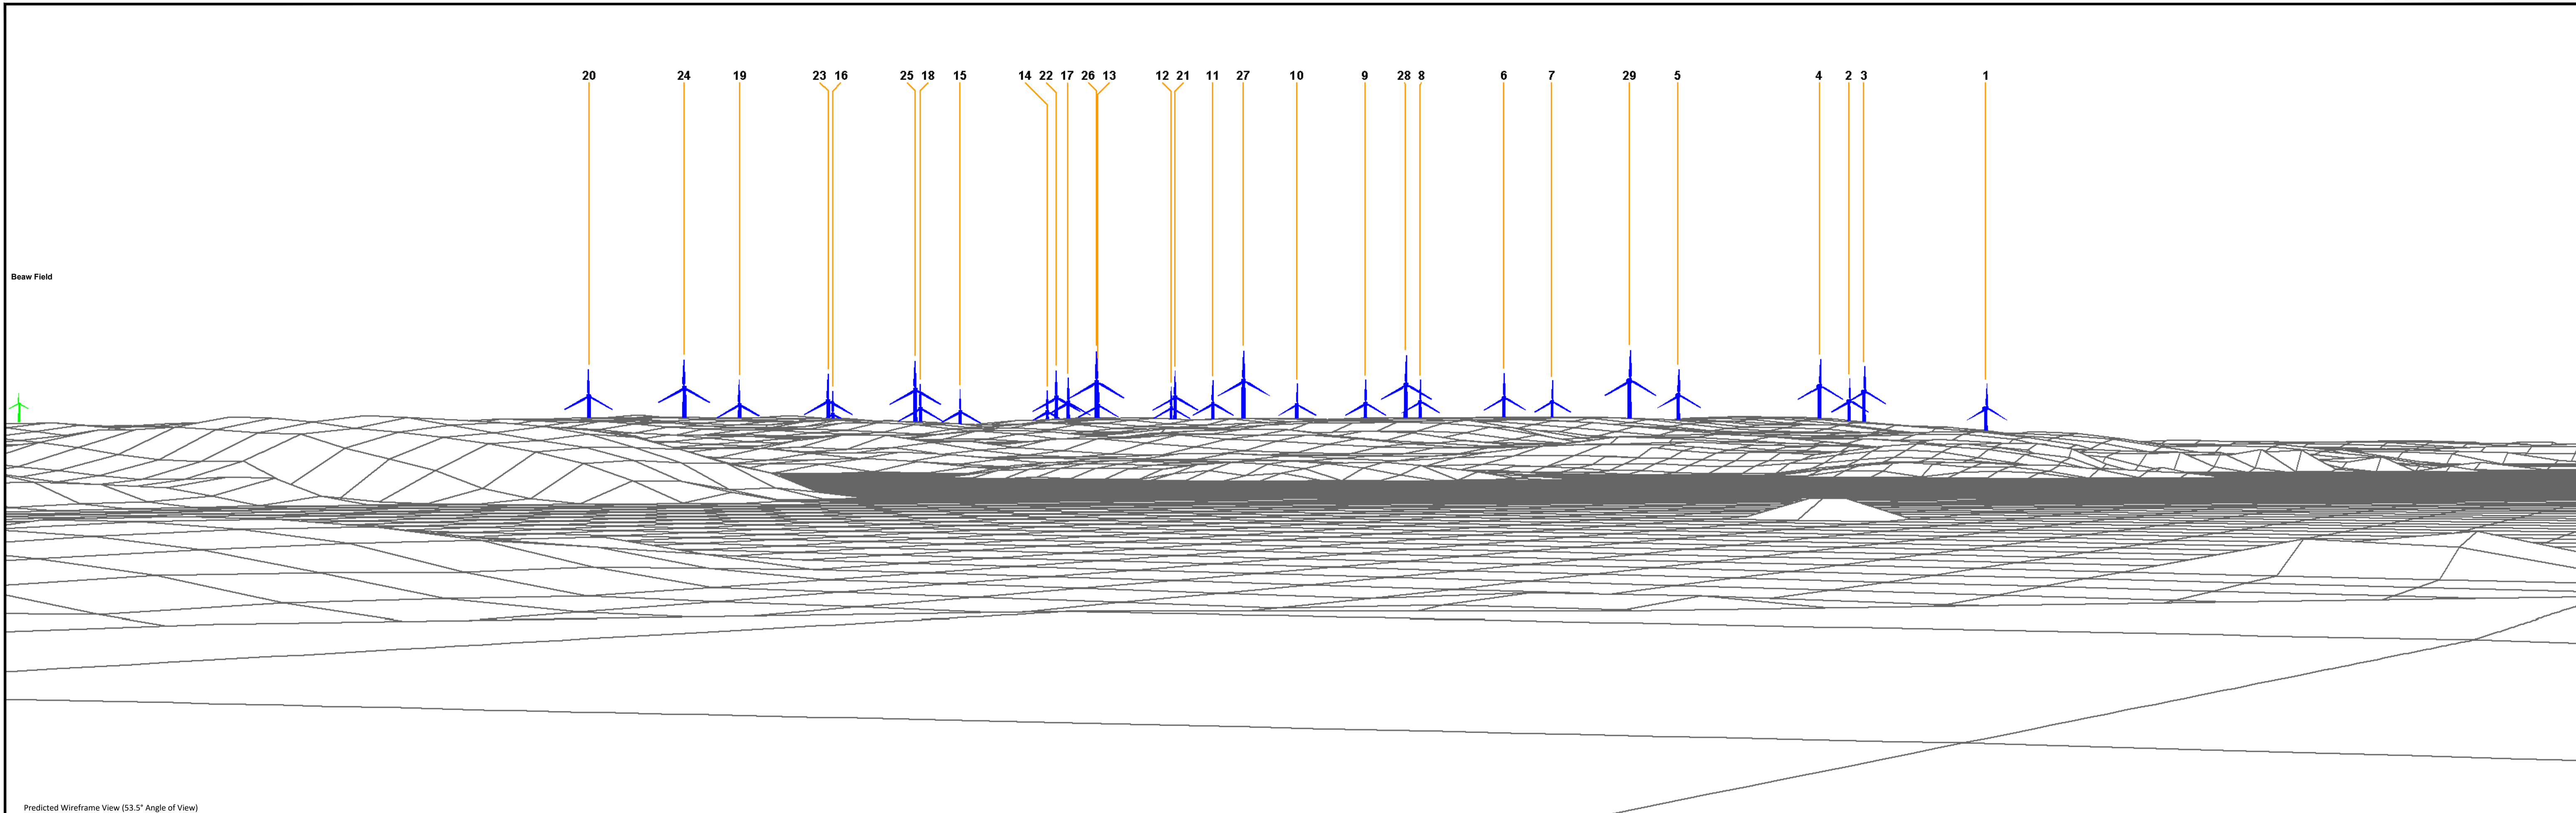 20 24 19 23 16 25 18 15 14 22 17 26 13 12 21 11 27 10 9 28 8 6 7 29 5 4 2 3 1
Beaw Field
Predicted Wireframe View (53.5° Angle of View)